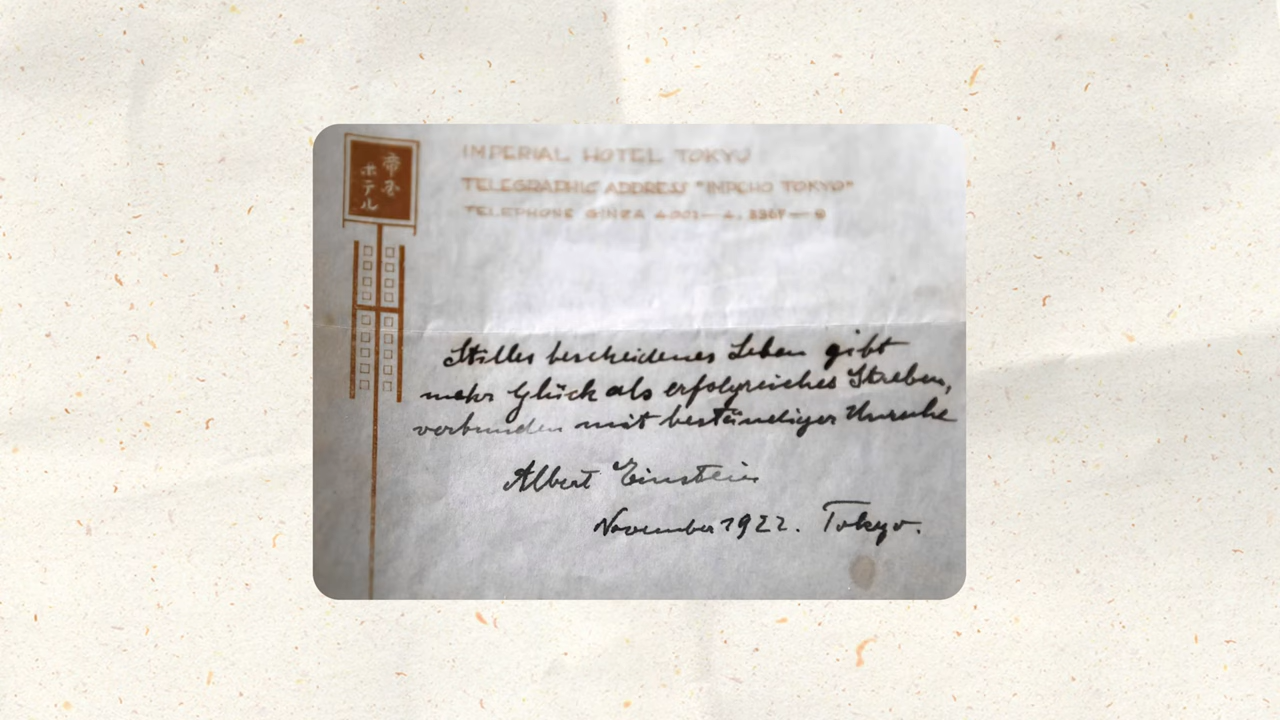 帝国
ホテル
IMPERIAL HOTEL TOKYO
TELEGRAPHIC ADDRESS "IMPEHO TOKYO"
TELEPHONE GINZA
Stilles bescheidenes Leben gibt
mehr Glück als erfolgreiches Streben,
verbunden mit beständiger Unruhe
Albert Einstein
November 1922. Tokyo.